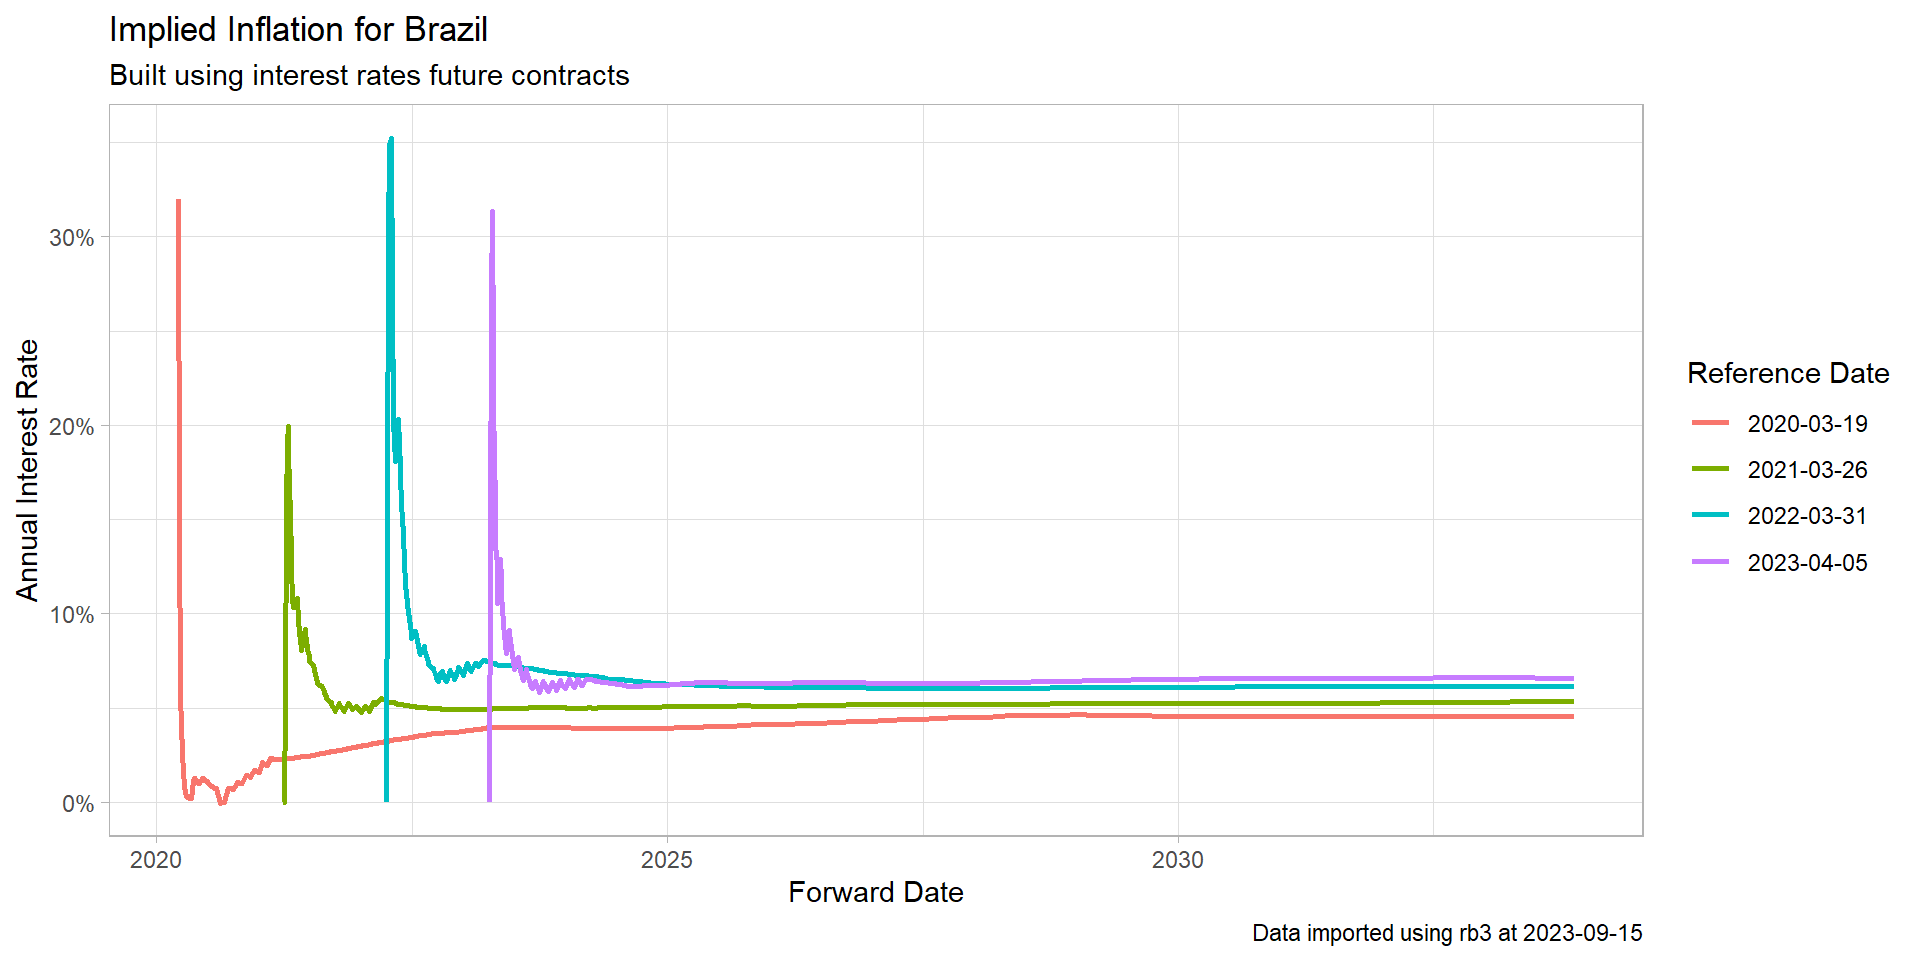 Implied Inflation for Brazil
Built using interest rates future contracts
Annual Interest Rate
30%
20%
10%
0%
2020
2025
2030
Forward Date
Reference Date
2020-03-19
2021-03-26
2022-03-31
2023-04-05
Data imported using rb3 at 2023-09-15